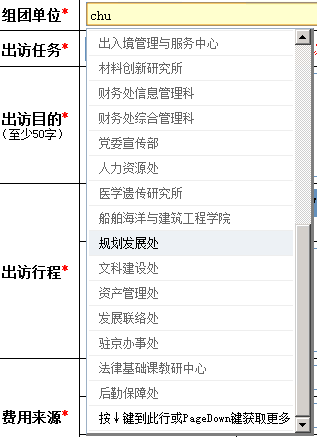 组团单位*
chu
出访任务*
出入境管理与服务中心
材料创新研究所
财务处信息管理科
出访目的*
财务处综合管理科
(至少50字)
党委宣传部
人力资源处
医学遗传研究所
船舶海洋与建筑工程学院
规划发展处
出访行程*
文科建设处
资产管理处
发展联络处
驻京办事处
法律基础课教研中心
后勤保障处
费用来源*
按↓键到此行或PageDown键获取更多